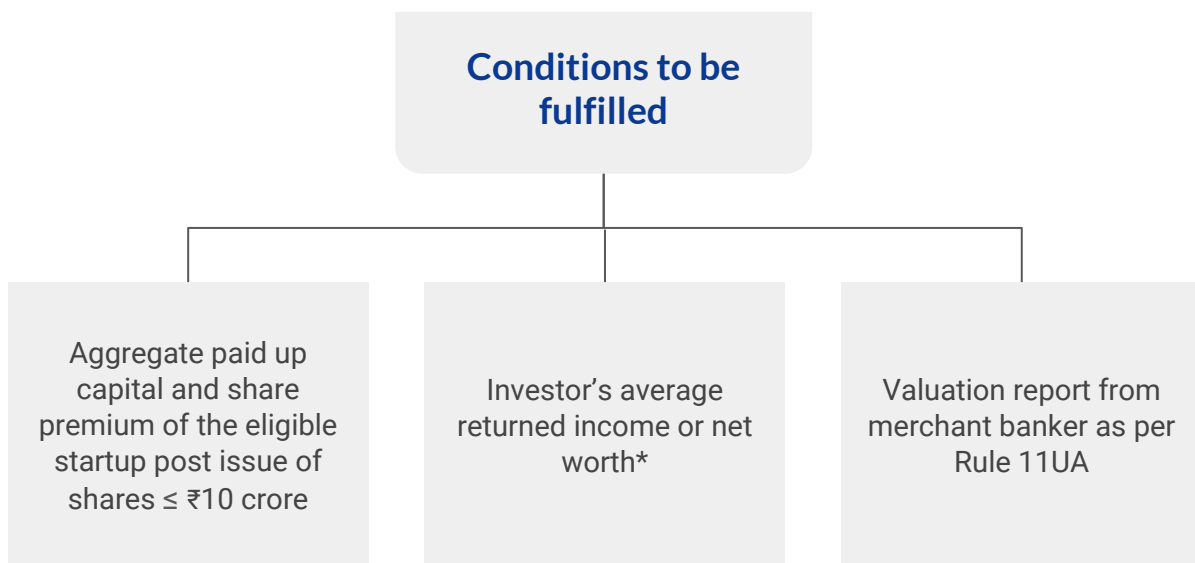 Conditions to be
fulfilled
Aggregate paid up
capital and share
premium of the eligible
startup post issue of
shares ≤ ₹10 crore
Investor’s average
returned income or net
worth*
Valuation report from
merchant banker as per
Rule 11UA